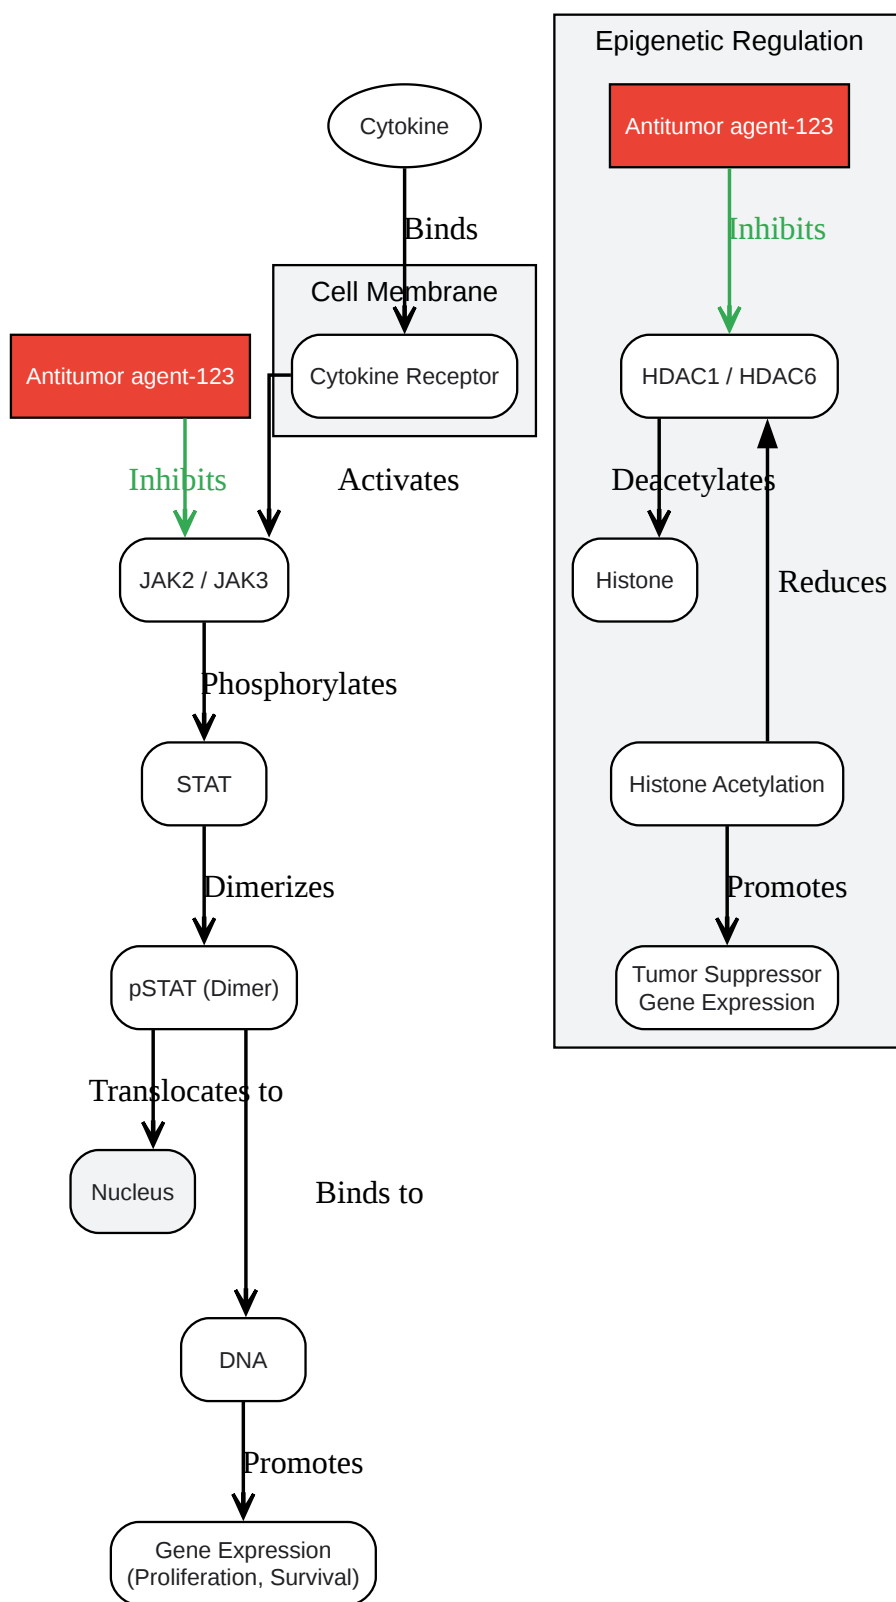 Epigenetic Regulation
Cytokine
Antitumor agent-123
Binds
Inhibits
Cell Membrane
Antitumor agent-123
Cytokine Receptor
HDAC1 / HDAC6
Inhibits
Activates
Deacetylates
JAK2 / JAK3
Histone
Reduces
Phosphorylates
STAT
Histone Acetylation
Dimerizes
Promotes
pSTAT (Dimer)
Tumor Suppressor
Gene Expression
Translocates to
Nucleus
Binds to
DNA
Promotes
Gene Expression
(Proliferation, Survival)